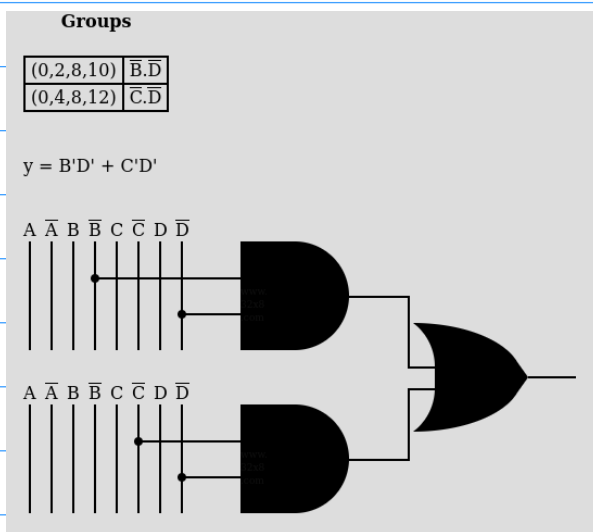 Groups
(0,2,8,10) B̅.D̅
(0,4,8,12) C̅.D̅
y = B'D' + C'D'
A A̅ B B̅ C C̅ D D̅
A A̅ B B̅ C C̅ D D̅